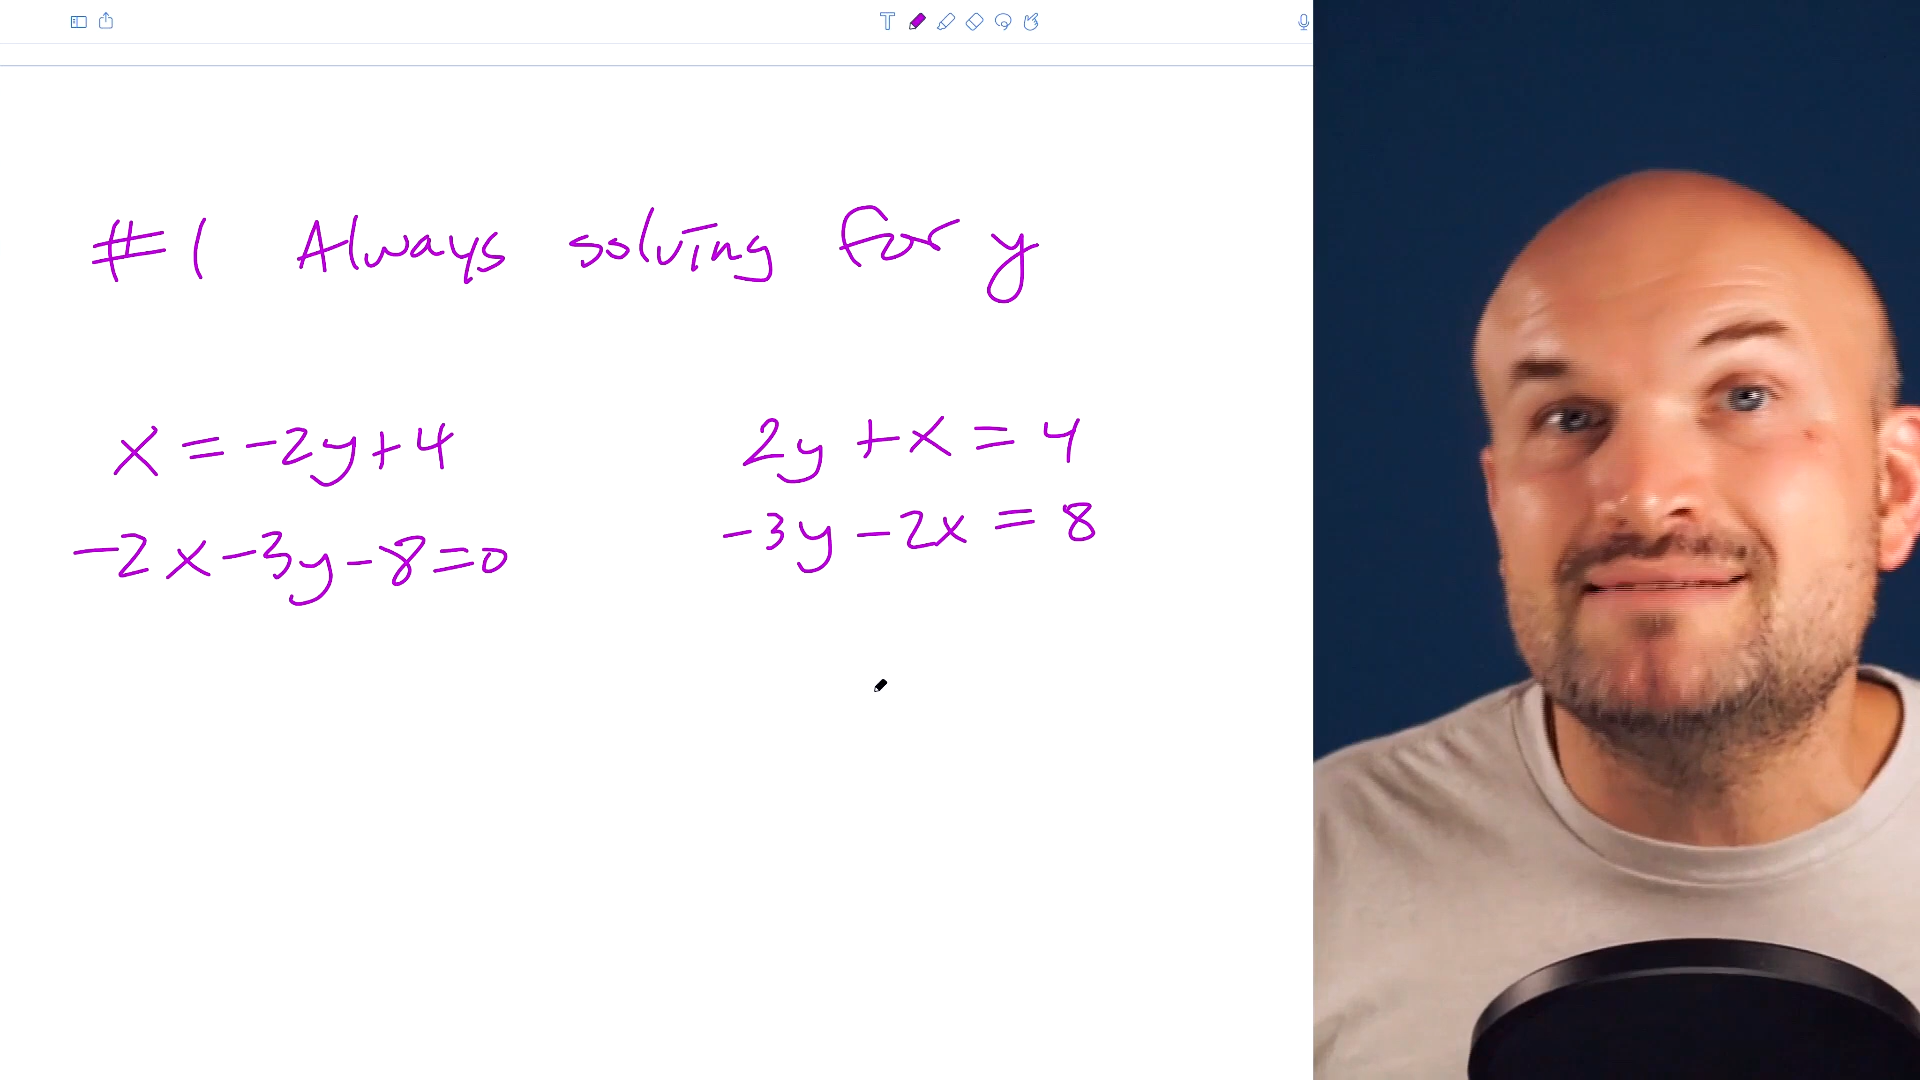 #1 Always solving for y
x = -2y+4
-2x-3y-8=0
2y + x = 4
-3y - 2x = 8